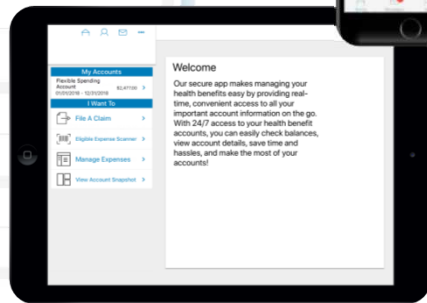 My Accounts
Flexible Spending
Account
01/01/2018 - 12/31/2018
I Want To
File A Claim
Eligible Expense Scanner
Manage Expenses
View Account Snapshot
Welcome
Our secure app makes managing your
health benefits easy by providing real-
time, convenient access to all your
important account information on the go.
With 24/7 access to your health benefit
accounts, you can easily check balances,
view account details, save time and
hassles, and make the most of your
accounts!